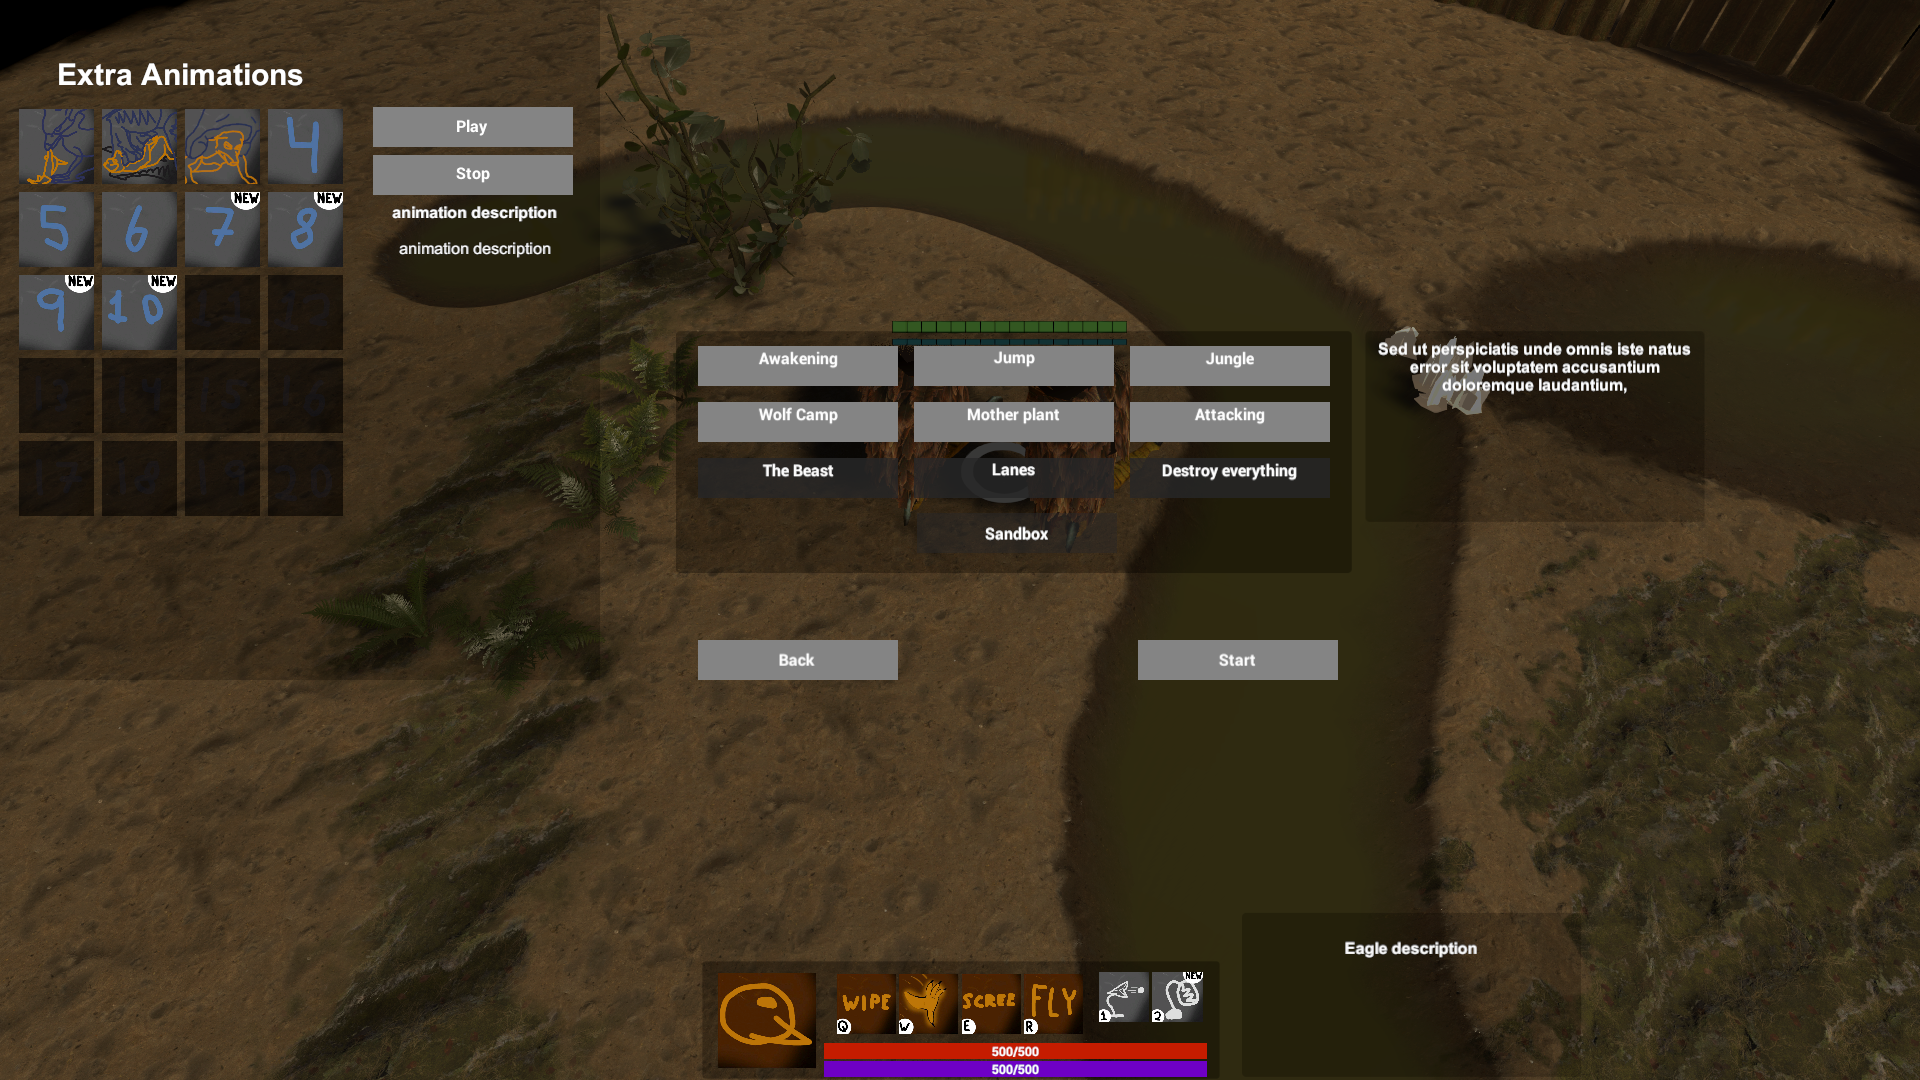 Extra Animations
4
5
6
7
NEW
8
NEW
9
NEW
10
NEW
Play
Stop
animation description
animation description
Awakening
Jump
Jungle
Wolf Camp
Mother plant
Attacking
The Beast
Lanes
Destroy everything
Sandbox
Sed ut perspiciatis unde omnis iste natus
error sit voluptatem accusantium
doloremque laudantium,
Back
Start
Eagle description
WIPE
Q
W
SCREE
E
FLY
R
1
NEW
2
500/500
500/500